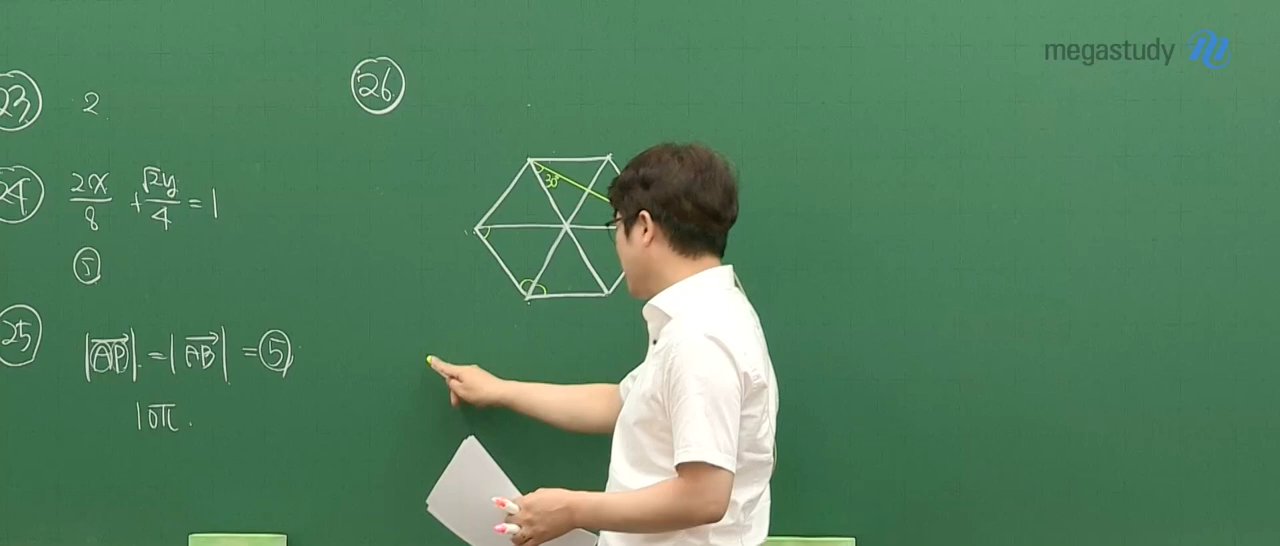 megastudy
23 2
24 2x/8 + √2y/4 = 1
⑤
25 |AP| = |AB| = ⑤
10π.
26
30°